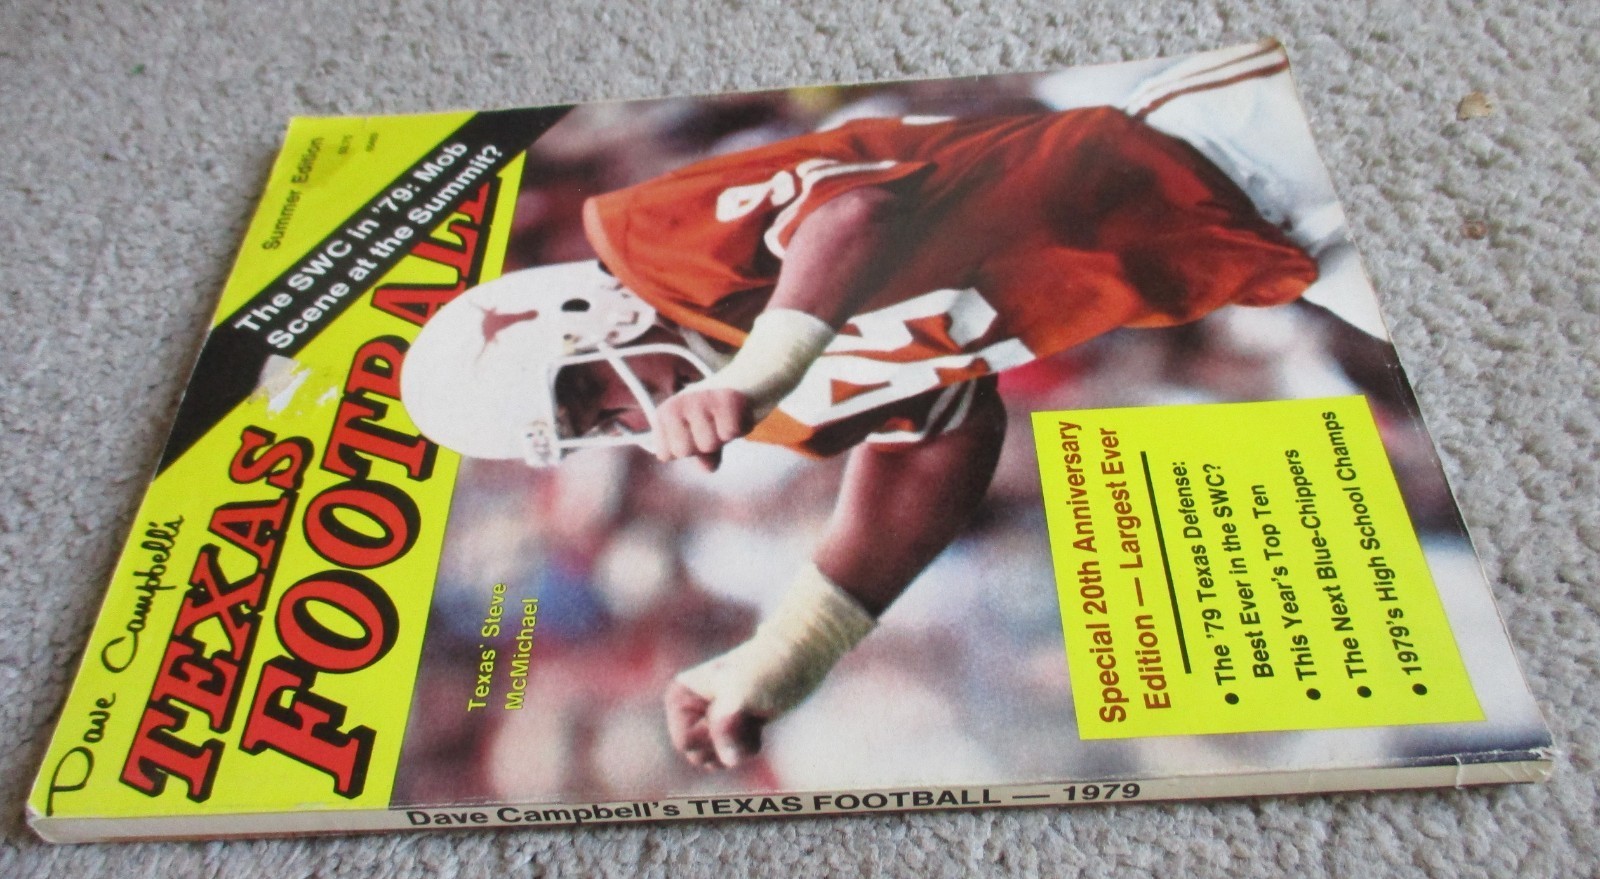 Summer Edition
The SWC in '79: Mob
Scene at the Summit?
Dave Campbell's
TEXAS
FOOTBALL
Texas' Steve
McMichael
Special 20th Anniversary
Edition — Largest Ever
• The '79 Texas Defense:
Best Ever in the SWC?
• This Year's Top Ten
• The Next Blue-Chippers
• 1979's High School Champs
Dave Campbell's TEXAS FOOTBALL — 1979